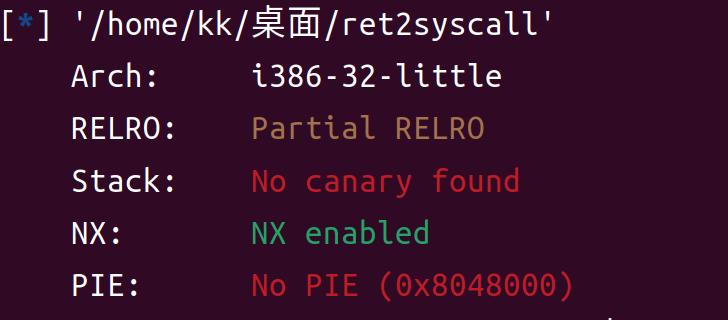 [*] '/home/kk/桌面/ret2syscall'
Arch: i386-32-little
RELRO: Partial RELRO
Stack: No canary found
NX: NX enabled
PIE: No PIE (0x8048000)